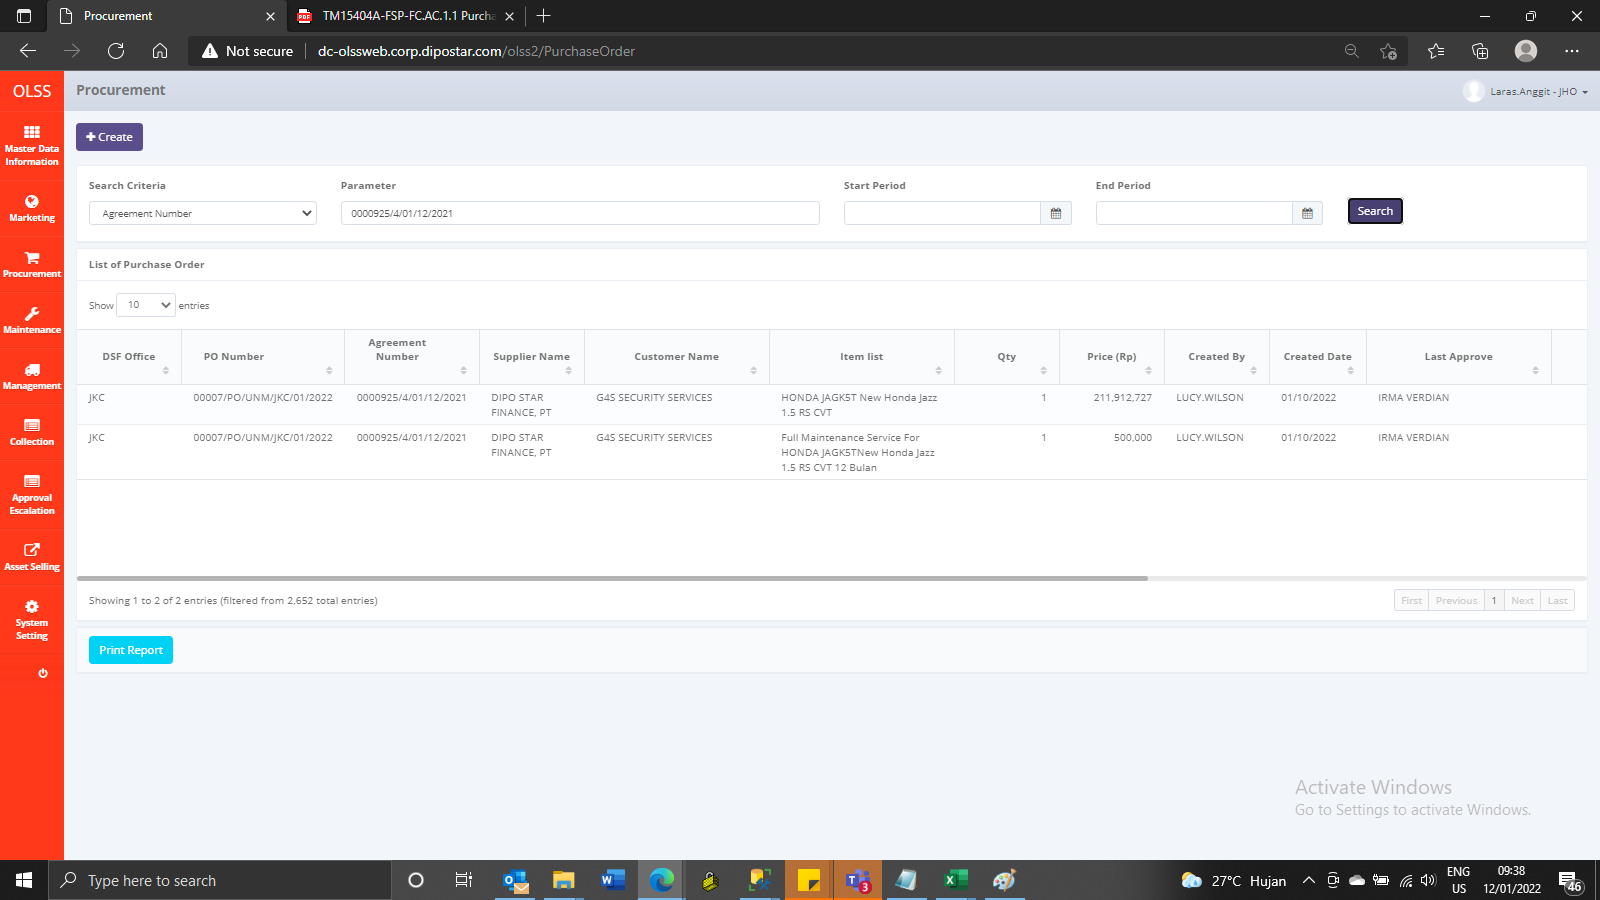 Procurement
TM15404A-FSP-FC.AC.1.1 Purcha
Not secure
dc-olssweb.corp.dipostar.com/olss2/PurchaseOrder
OLSS
Procurement
Laras.Anggit - JHO
Master Data
Information
Marketing
Procurement
Maintenance
Management
Collection
Approval
Escalation
Asset Selling
System
Setting
Create
Search Criteria
Parameter
Start Period
End Period
Agreement Number
0000925/4/01/12/2021
Search
List of Purchase Order
Show 10 entries
DSF Office
PO Number
Agreement
Number
Supplier Name
Customer Name
Item list
Qty
Price (Rp)
Created By
Created Date
Last Approve
JKC
00007/PO/UNM/JKC/01/2022
0000925/4/01/12/2021
DIPO STAR
FINANCE, PT
G4S SECURITY SERVICES
HONDA JAGK5T New Honda Jazz
1.5 RS CVT
1
211,912,727
LUCY.WILSON
01/10/2022
IRMA VERDIAN
JKC
00007/PO/UNM/JKC/01/2022
0000925/4/01/12/2021
DIPO STAR
FINANCE, PT
G4S SECURITY SERVICES
Full Maintenance Service For
HONDA JAGK5TNew Honda Jazz
1.5 RS CVT 12 Bulan
1
500,000
LUCY.WILSON
01/10/2022
IRMA VERDIAN
Showing 1 to 2 of 2 entries (filtered from 2,652 total entries)
First Previous 1 Next Last
Print Report
Activate Windows
Go to Settings to activate Windows.
Type here to search
3
27°C Hujan
ENG
US
09:38
12/01/2022
46